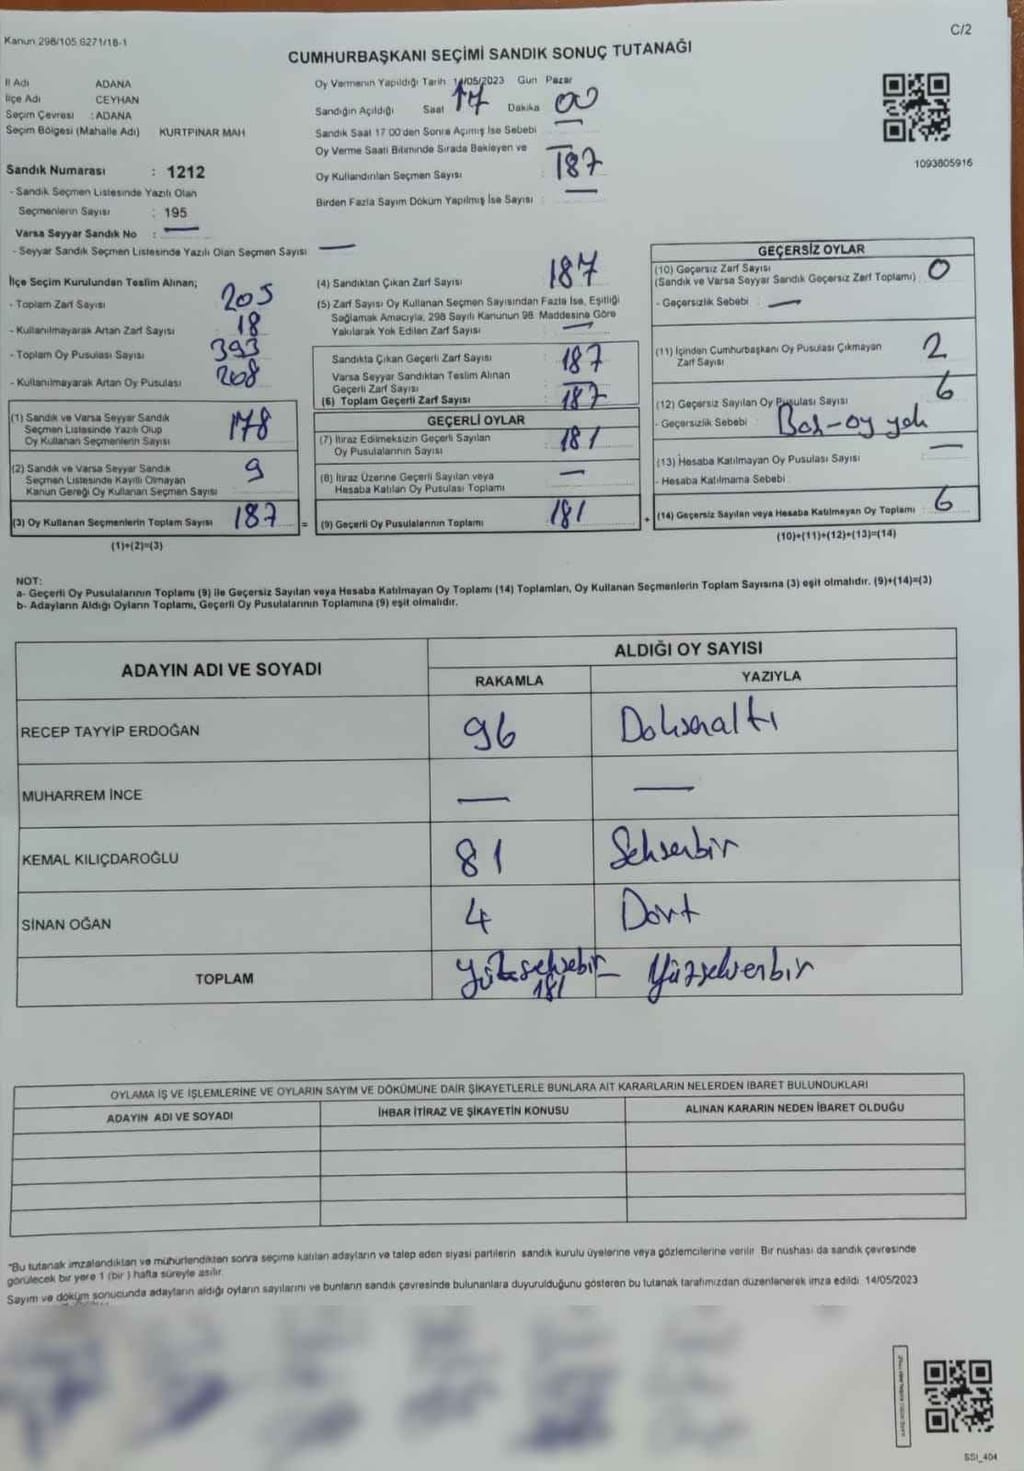 Kanun 298/105 6271/18-1
C/2
CUMHURBAŞKANI SEÇİMİ SANDIK SONUÇ TUTANAĞI
İl Adı ADANA
İlçe Adı CEYHAN
Seçim Çevresi : ADANA
Seçim Bölgesi (Mahalle Adı) KURTPINAR MAH
Oy Vermenin Yapıldığı Tarih 14/05/2023 Gün Pazar
Sandığın Açıldığı Saat 17 Dakika 00
Sandık Saat 17 00'den Sonra Açılmış İse Sebebi —
Oy Verme Saati Bitiminde Sırada Bekleyen ve
Oy Kullandırılan Seçmen Sayısı : 187
Birden Fazla Sayım Döküm Yapılmış İse Sayısı : —
1093805916
Sandık Numarası : 1212
- Sandık Seçmen Listesinde Yazılı Olan
Seçmenlerin Sayısı : 195
Varsa Seyyar Sandık No : —
- Seyyar Sandık Seçmen Listesinde Yazılı Olan Seçmen Sayısı —
İlçe Seçim Kurulundan Teslim Alınan;
- Toplam Zarf Sayısı 205
- Kullanılmayarak Artan Zarf Sayısı 18
- Toplam Oy Pusulası Sayısı 393
- Kullanılmayarak Artan Oy Pusulası 208
(1) Sandık ve Varsa Seyyar Sandık
Seçmen Listesinde Yazılı Olup
Oy Kullanan Seçmenlerin Sayısı 178
(2) Sandık ve Varsa Seyyar Sandık
Seçmen Listesinde Kayıtlı Olmayan
Kanun Gereği Oy Kullanan Seçmen Sayısı 9
(3) Oy Kullanan Seçmenlerin Toplam Sayısı 187 =
(1)+(2)=(3)
(4) Sandıktan Çıkan Zarf Sayısı 187
(5) Zarf Sayısı Oy Kullanan Seçmen Sayısından Fazla İse, Eşitliği
Sağlamak Amacıyla, 298 Sayılı Kanunun 98. Maddesine Göre
Yakılarak Yok Edilen Zarf Sayısı —
Sandıkta Çıkan Geçerli Zarf Sayısı : 187
Varsa Seyyar Sandıktan Teslim Alınan
Geçerli Zarf Sayısı : —
(6) Toplam Geçerli Zarf Sayısı : 187
GEÇERLİ OYLAR
(7) İtiraz Edilmeksizin Geçerli Sayılan
Oy Pusulalarının Sayısı : 181
(8) İtiraz Üzerine Geçerli Sayılan veya
Hesaba Katılan Oy Pusulası Toplamı —
(9) Geçerli Oy Pusulalarının Toplamı 181 +
GEÇERSİZ OYLAR
(10) Geçersiz Zarf Sayısı
(Sandık ve Varsa Seyyar Sandık Geçersiz Zarf Toplamı) : 0
- Geçersizlik Sebebi : —
(11) İçinden Cumhurbaşkanı Oy Pusulası Çıkmayan
Zarf Sayısı 2
(12) Geçersiz Sayılan Oy Pusulası Sayısı 6
- Geçersizlik Sebebi : Boş-oy yok
(13) Hesaba Katılmayan Oy Pusulası Sayısı —
- Hesaba Katılmama Sebebi :
(14) Geçersiz Sayılan veya Hesaba Katılmayan Oy Toplamı : 6
(10)+(11)+(12)+(13)=(14)
NOT:
a- Geçerli Oy Pusulalarının Toplamı (9) ile Geçersiz Sayılan veya Hesaba Katılmayan Oy Toplamı (14) Toplamları, Oy Kullanan Seçmenlerin Toplam Sayısına (3) eşit olmalıdır. (9)+(14)=(3)
b- Adayların Aldığı Oyların Toplamı, Geçerli Oy Pusulalarının Toplamına (9) eşit olmalıdır.
ADAYIN ADI VE SOYADI ALDIĞI OY SAYISI
RAKAMLA YAZIYLA
RECEP TAYYİP ERDOĞAN 96 Doksanaltı
MUHARREM İNCE — —
KEMAL KILIÇDAROĞLU 81 Seksenbir
SİNAN OĞAN 4 Dört
TOPLAM 181 Yüzseksenbir
OYLAMA İŞ VE İŞLEMLERİNE VE OYLARIN SAYIM VE DÖKÜMÜNE DAİR ŞİKAYETLERLE BUNLARA AİT KARARLARIN NELERDEN İBARET BULUNDUKLARI
ADAYIN ADI VE SOYADI İHBAR İTİRAZ VE ŞİKAYETİN KONUSU ALINAN KARARIN NEDEN İBARET OLDUĞU
"Bu tutanak imzalandıktan ve mühürlendikten sonra seçime katılan adayların ve talep eden siyasi partilerin sandık kurulu üyelerine veya gözlemcilerine verilir Bir nüshası da sandık çevresinde
görülecek bir yere 1 (bir ) hafta süreyle asılır.
Sayım ve döküm sonucunda adayların aldığı oyların sayılarını ve bunların sandık çevresinde bulunanlara duyurulduğunu gösteren bu tutanak tarafımızdan düzenlenerek imza edildi 14/05/2023
SSI_404